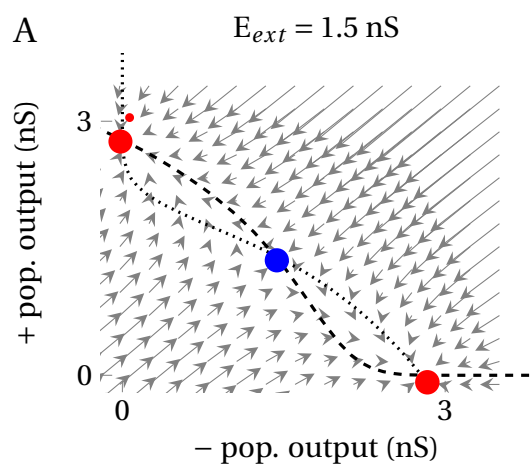 A
E_ext = 1.5 nS
+ pop. output (nS)
3
0
0
3
− pop. output (nS)